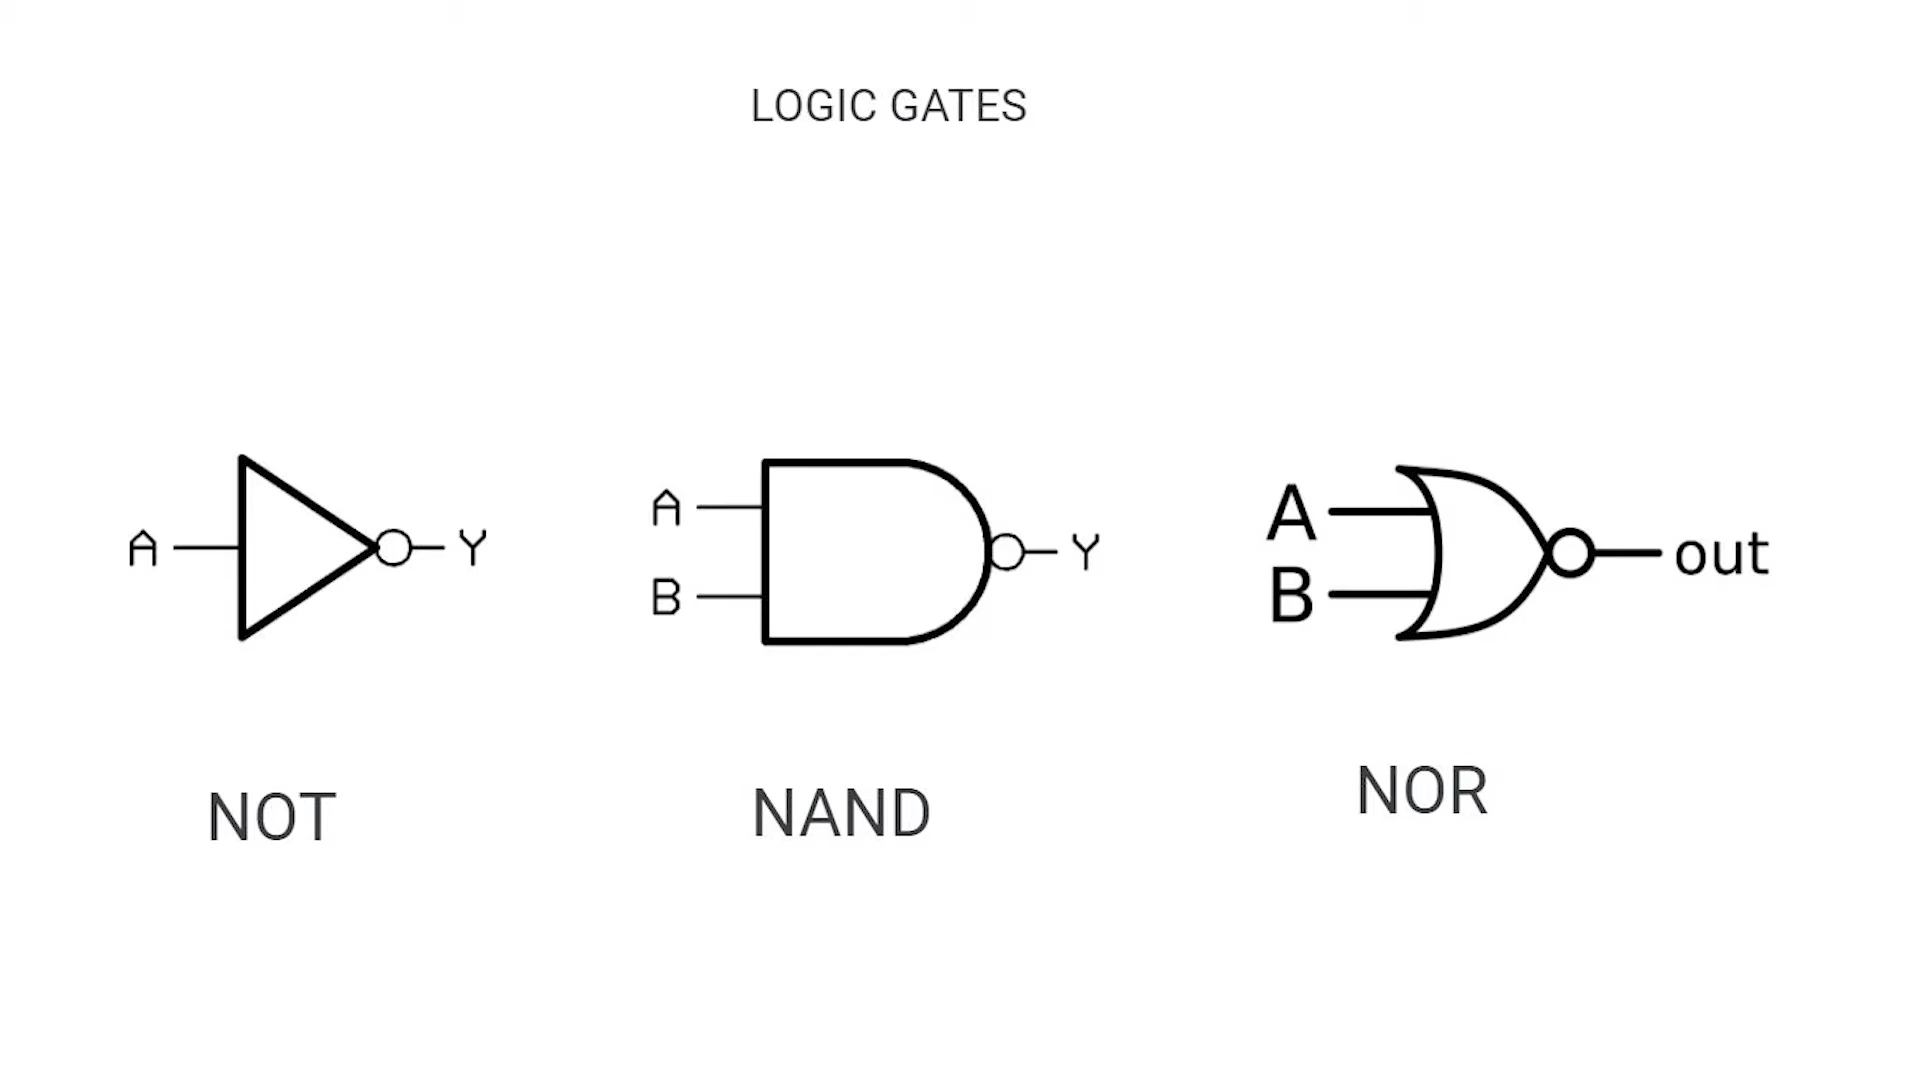 LOGIC GATES
A Y
A
B
Y
A
B
out
NOT
NAND
NOR